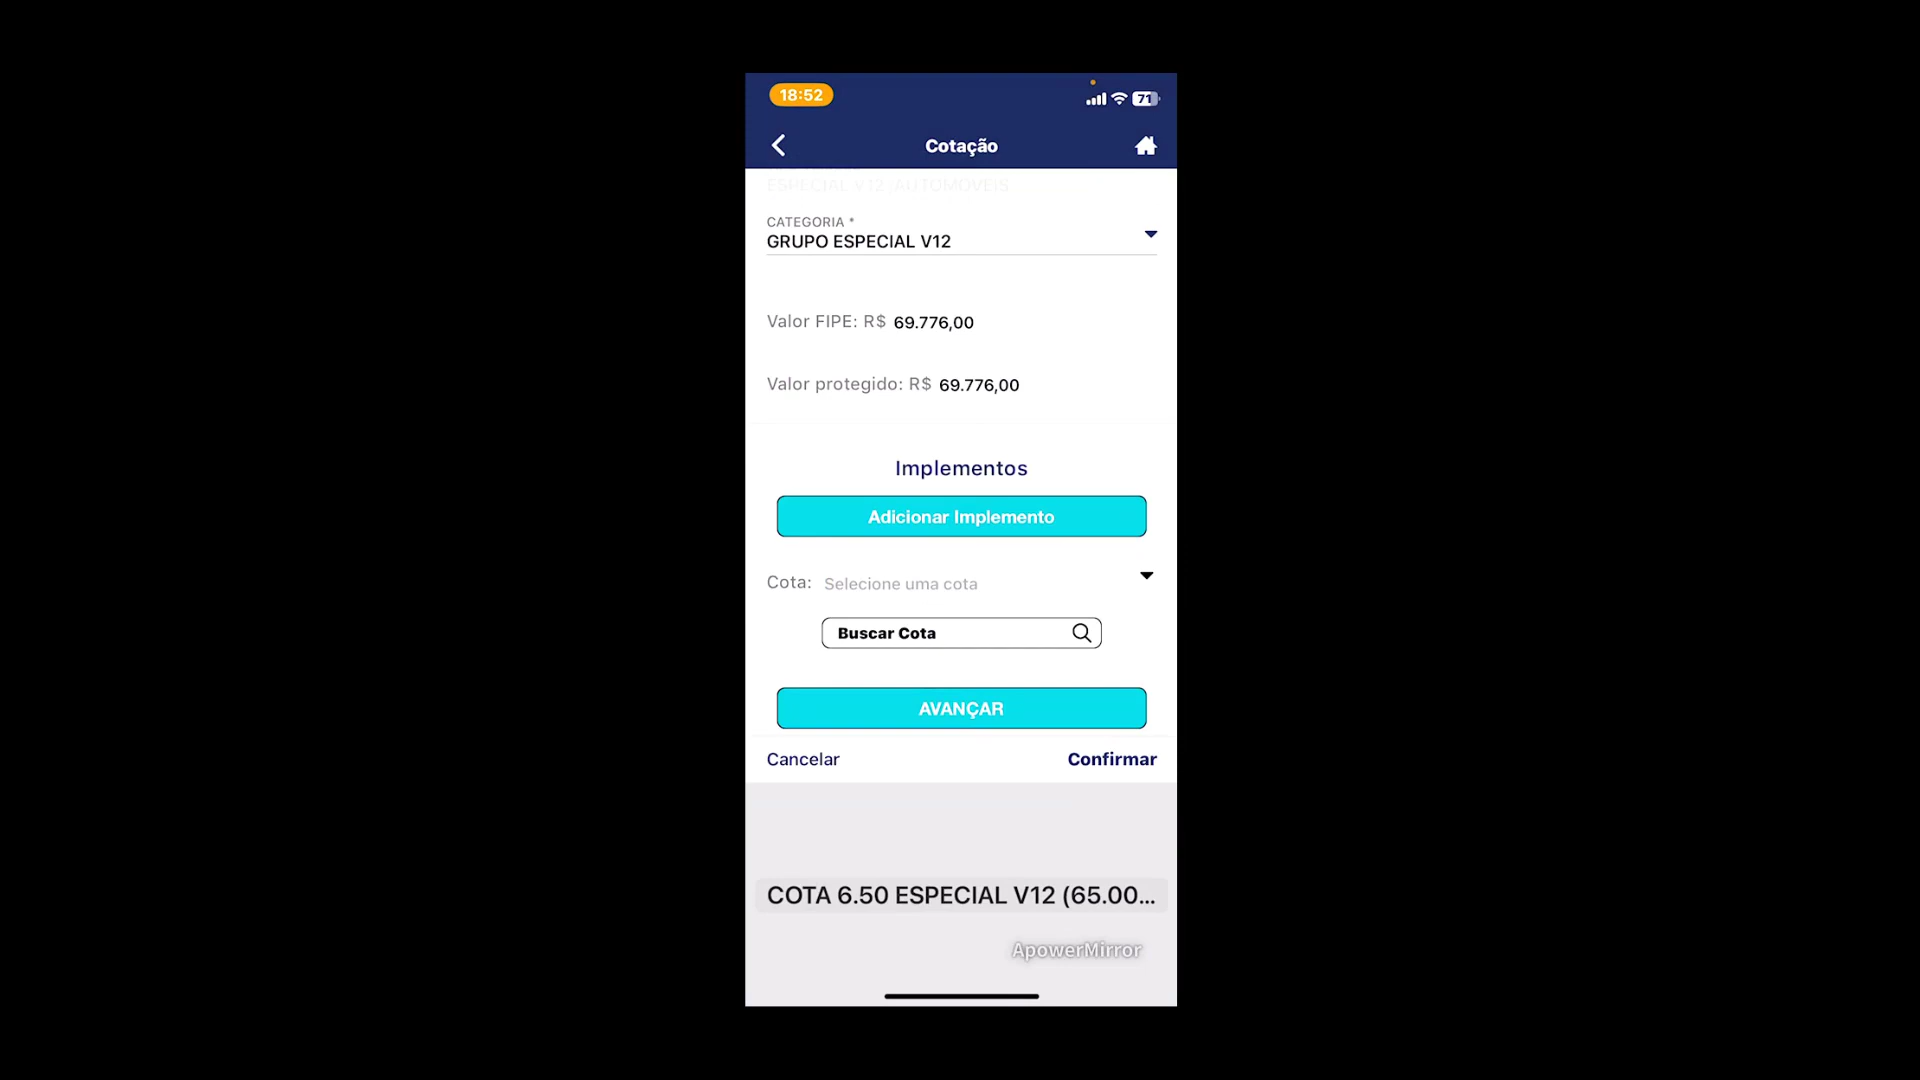 18:52
71
Cotação
ESPECIAL V12 (AUTOMOVEIS
CATEGORIA *
GRUPO ESPECIAL V12
Valor FIPE: R$ 69.776,00
Valor protegido: R$ 69.776,00
Implementos
Adicionar Implemento
Cota: Selecione uma cota
Buscar Cota
AVANÇAR
Cancelar Confirmar
COTA 6.50 ESPECIAL V12 (65.00...
ApowerMirror